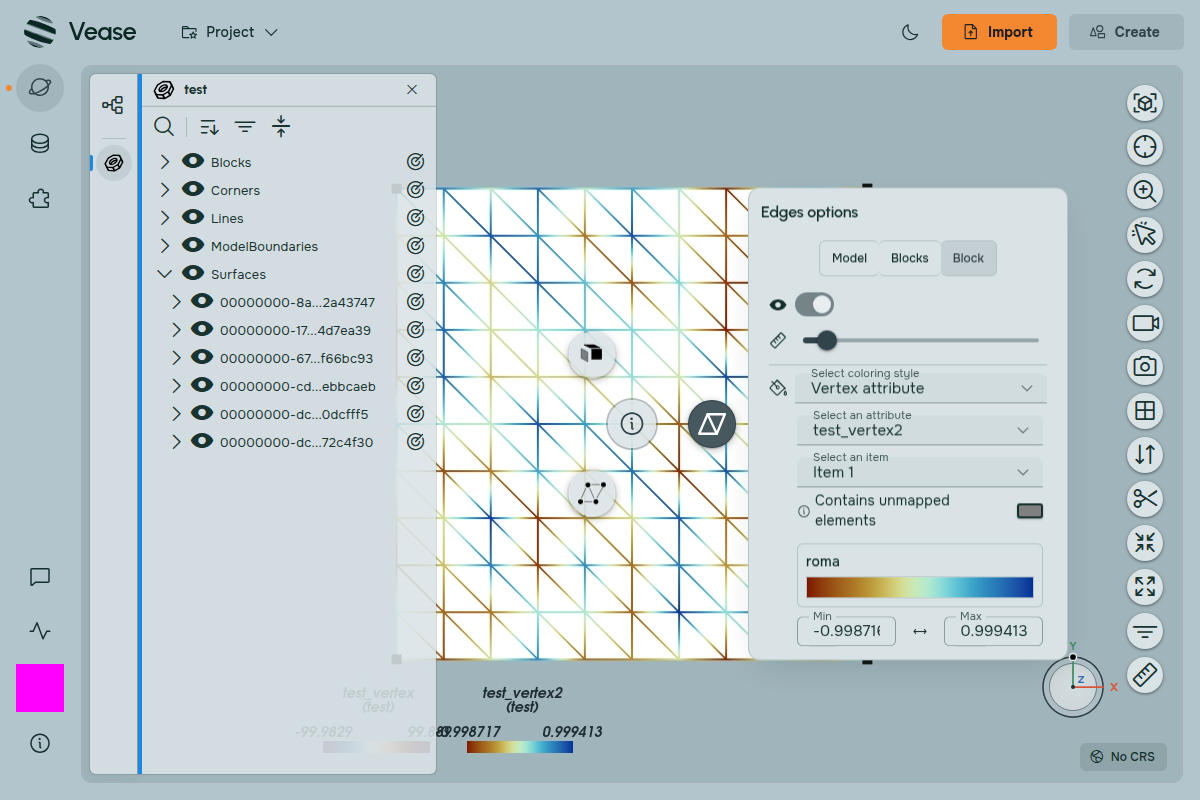 Vease
Project
Import
Create
test
Blocks
Corners
Lines
ModelBoundaries
Surfaces
00000000-8a...2a43747
00000000-17...4d7ea39
00000000-67...f66bc93
00000000-cd...ebbcaeb
00000000-dc...0dcfff5
00000000-dc...72c4f30
Edges options
Model
Blocks
Block
Select coloring style
Vertex attribute
Select an attribute
test_vertex2
Select an item
Item 1
Contains unmapped
elements
roma
Min
-0.998716
Max
0.999413
test_vertex
(test)
-99.9829
test_vertex2
(test)
0.999413
Y
Z
X
No CRS